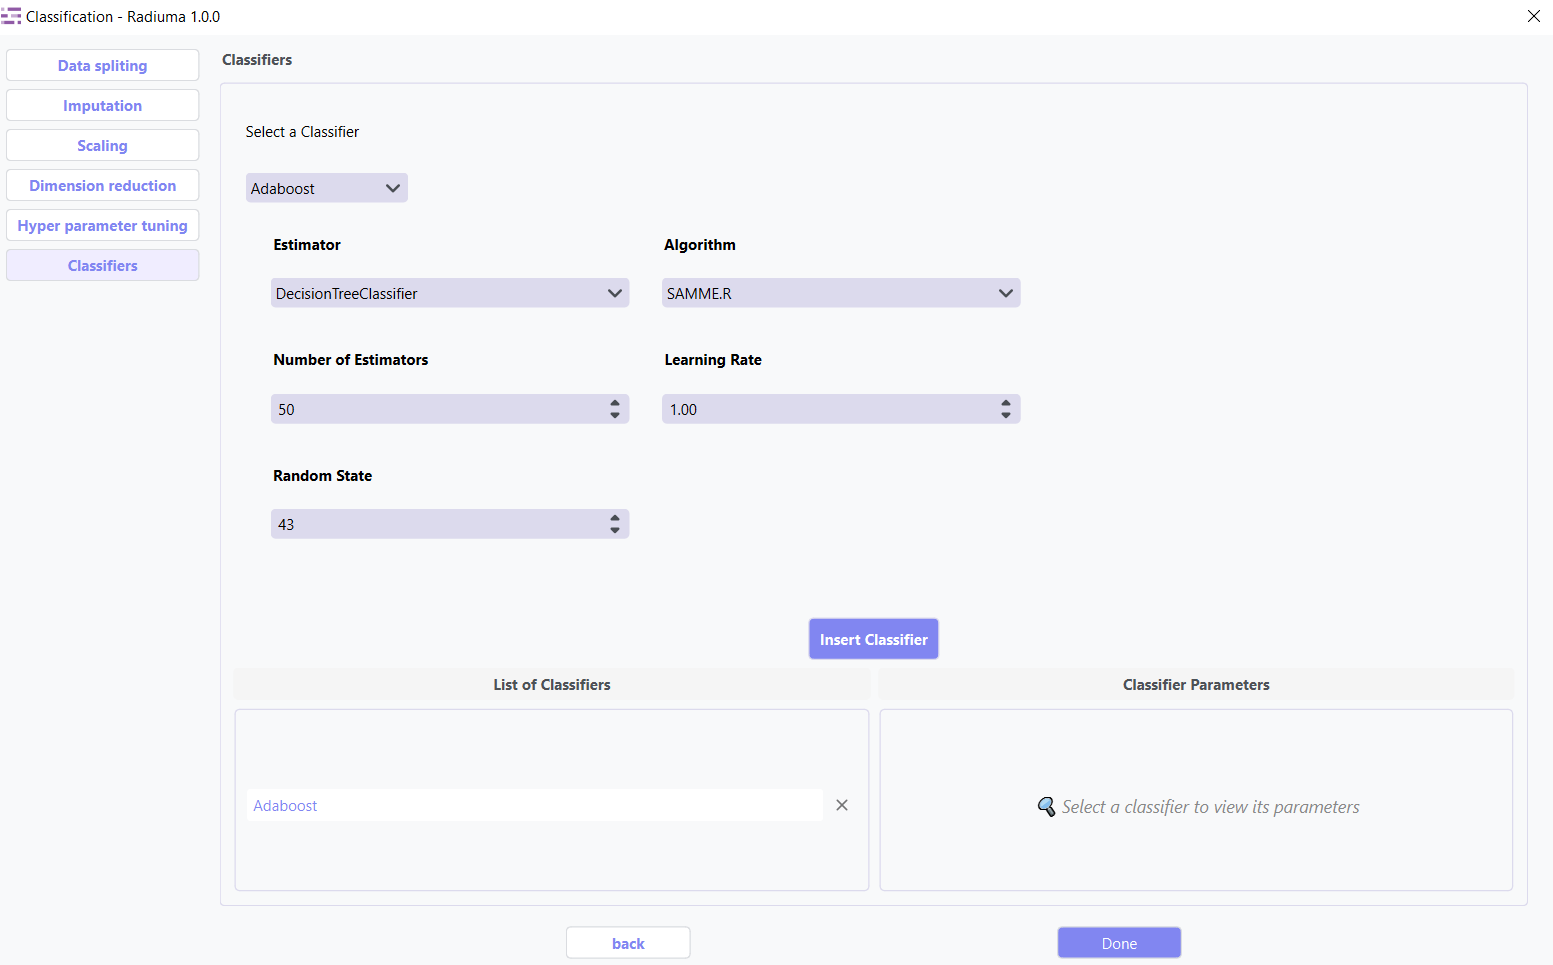 Classification - Radiuma 1.0.0
Data spliting
Imputation
Scaling
Dimension reduction
Hyper parameter tuning
Classifiers
Classifiers
Select a Classifier
Adaboost
Estimator
Algorithm
DecisionTreeClassifier
SAMME.R
Number of Estimators
Learning Rate
50
1.00
Random State
43
Insert Classifier
List of Classifiers
Classifier Parameters
Adaboost
Select a classifier to view its parameters
back
Done